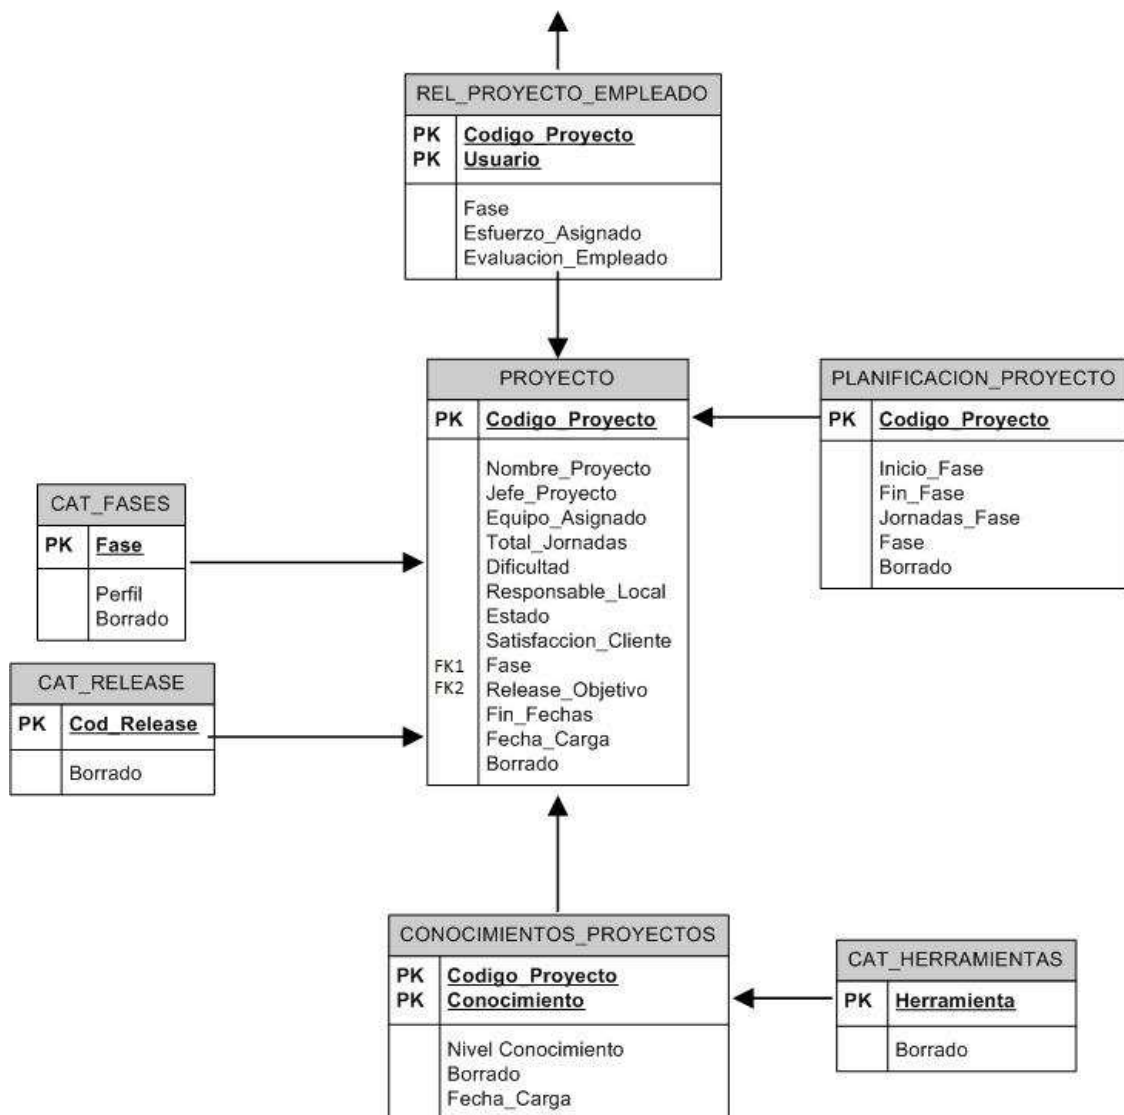 REL_PROYECTO_EMPLEADO
PK Codigo_Proyecto
PK Usuario
Fase
Esfuerzo_Asignado
Evaluacion_Empleado
PROYECTO
PK Codigo_Proyecto
Nombre_Proyecto
Jefe_Proyecto
Equipo_Asignado
Total_Jornadas
Dificultad
Responsable_Local
Estado
Satisfaccion_Cliente
FK1 Fase
FK2 Release_Objetivo
Fin_Fechas
Fecha_Carga
Borrado
PLANIFICACION_PROYECTO
PK Codigo_Proyecto
Inicio_Fase
Fin_Fase
Jornadas_Fase
Fase
Borrado
CAT_FASES
PK Fase
Perfil
Borrado
CAT_RELEASE
PK Cod_Release
Borrado
CONOCIMIENTOS_PROYECTOS
PK Codigo_Proyecto
PK Conocimiento
Nivel Conocimiento
Borrado
Fecha_Carga
CAT_HERRAMIENTAS
PK Herramienta
Borrado